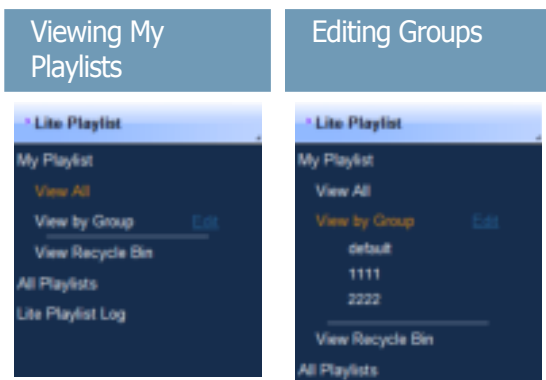 Viewing My
Playlists
Lite Playlist
My Playlist
View All
View by Group Edit
View Recycle Bin
All Playlists
Lite Playlist Log
Editing Groups
Lite Playlist
My Playlist
View All
View by Group Edit
default
1111
2222
View Recycle Bin
All Playlists